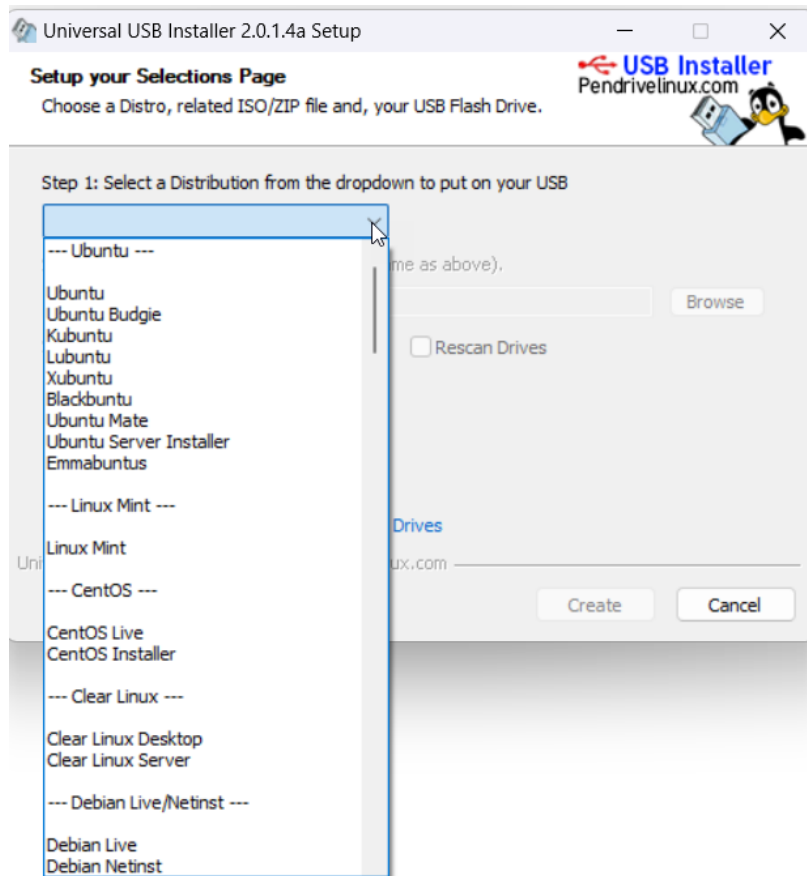 Universal USB Installer 2.0.1.4a Setup
Setup your Selections Page
Choose a Distro, related ISO/ZIP file and, your USB Flash Drive.
USB Installer
Pendrivelinux.com
Step 1: Select a Distribution from the dropdown to put on your USB
--- Ubuntu ---
as above).
Ubuntu
Browse
Ubuntu Budgie
Kubuntu
Rescan Drives
Lubuntu
Xubuntu
Blackbuntu
Ubuntu Mate
Ubuntu Server Installer
Emmabuntus
--- Linux Mint ---
Drives
Linux Mint
--- CentOS ---
Create
Cancel
CentOS Live
CentOS Installer
--- Clear Linux ---
Clear Linux Desktop
Clear Linux Server
--- Debian Live/Netinst ---
Debian Live
Debian Netinst